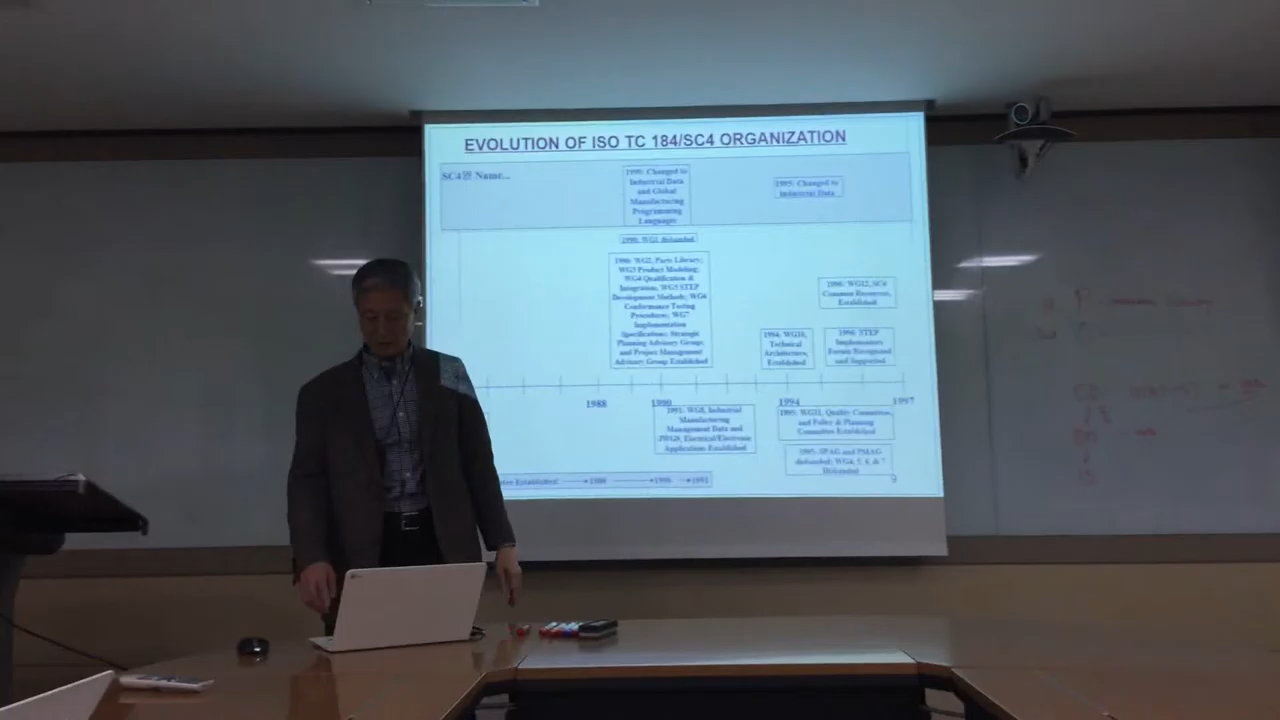 EVOLUTION OF ISO TC 184/SC4 ORGANIZATION
SC4의 Name...
1990: Changed to
Industrial Data
and Global
Manufacturing
Programming
Languages
1995: Changed to
Industrial Data
1990: WG1 disbanded
1990: WG2, Parts Library;
WG3 Product Modeling;
WG4 Qualification &
Integration, WG5 STEP
Development Methods; WG6
Conformance Testing
Procedures; WG7
Implementation
Specifications; Strategic
Planning Advisory Group;
and Project Management
Advisory Group Established
1996: WG12, SC4
Common Resources,
Established
1994: WG10,
Technical
Architecture,
Established
1996: STEP
Implementors
Forum Recognized
and Supported
1988
1990
1994
1997
1991: WG8, Industrial
Manufacturing
Management Data and
JWG9, Electrical/Electronic
Applications Established
1995: WG11, Quality Committee,
and Policy & Planning
Committee Established
1995: SPAG and PMAG
disbanded; WG4, 5, 6, & 7
Disbanded
Established
1988
1990
1991
9